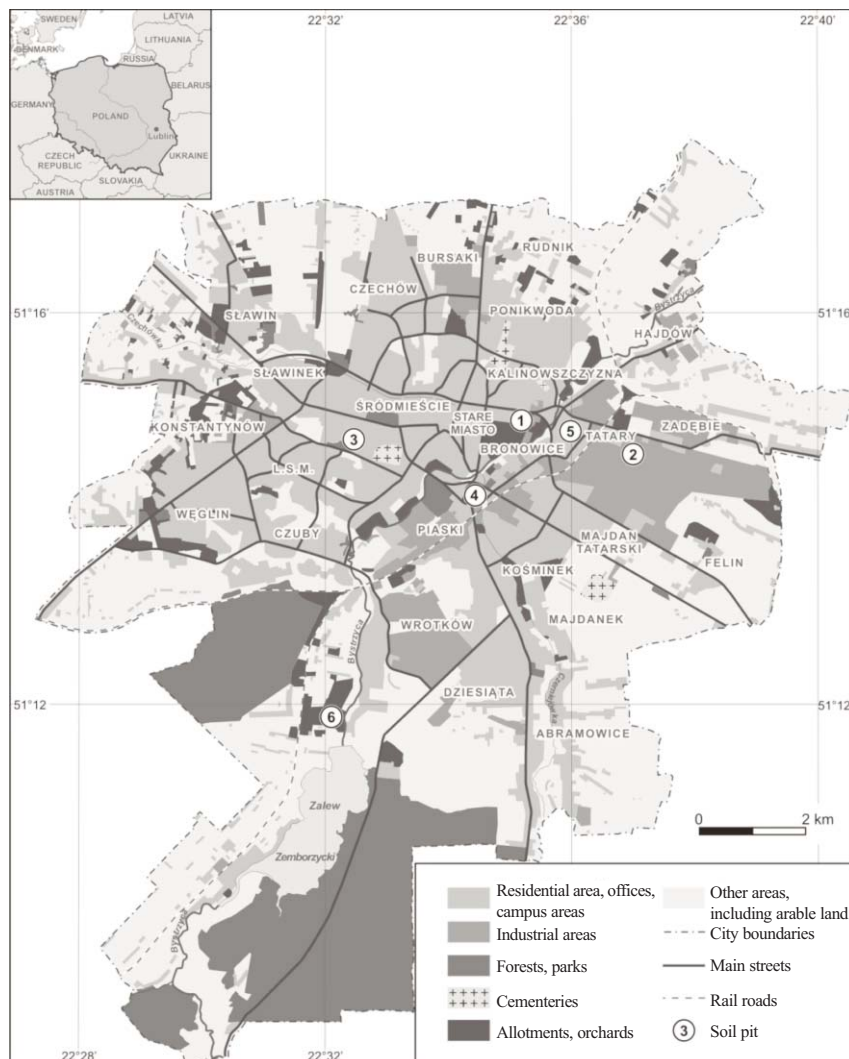 SWEDEN
LATVIA
DENMARK
LITHUANIA
RUSSIA
BELARUS
GERMANY
POLAND
Lublin
CZECH
REPUBLIC
UKRAINE
SLOVAKIA
AUSTRIA
22°32'
22°36'
22°40'
51°16'
51°16'
RUDNIK
BURSAKI
CZECHÓW
Bystrzyca
SŁAWIN
PONIKWODA
HAJDÓW
Czechówka
SŁAWINEK
KALINOWSZCZYZNA
ŚRÓDMIEŚCIE
STARE
MIASTO
1
KONSTANTYNÓW
3
BRONOWICE
5
TATARY
ZADĘBIE
2
L.S.M.
4
WĘGLIN
CZUBY
PIASKI
MAJDAN
TATARSKI
FELIN
KOŚMINEK
WROTKÓW
MAJDANEK
Bystrzyca
DZIESIĄTA
Czerniejówka
51°12'
51°12'
6
ABRAMOWICE
Zalew
Zemborzycki
0
2 km
Bystrzyca
Residential area, offices,
campus areas
Industrial areas
Forests, parks
Cementeries
Allotments, orchards
Other areas,
including arable land
City boundaries
Main streets
Rail roads
3
Soil pit
22°28'
22°32'